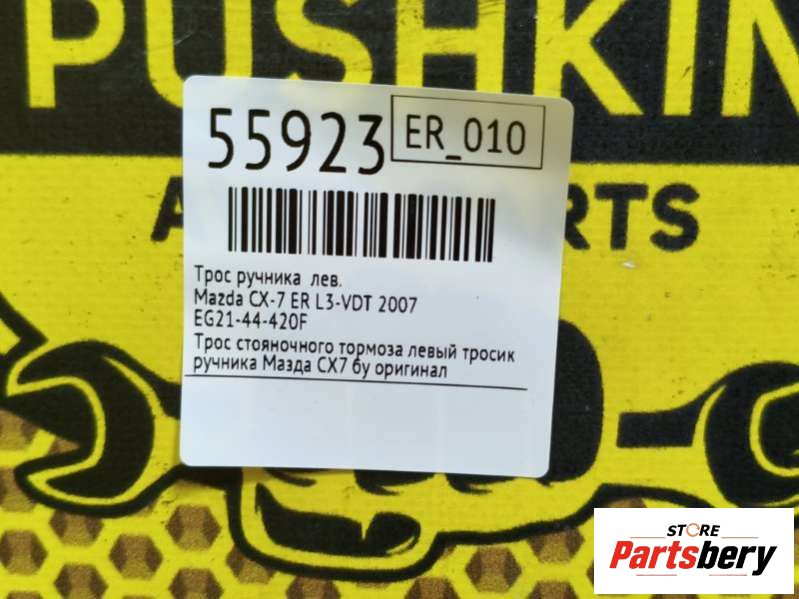 PUSHKIN
55923
ER_010
A
RTS
Трос ручника лев.
Mazda CX-7 ER L3-VDT 2007
EG21-44-420F
Трос стояночного тормоза левый тросик
ручника Мазда СХ7 бу оригинал
STORE
Partsbery